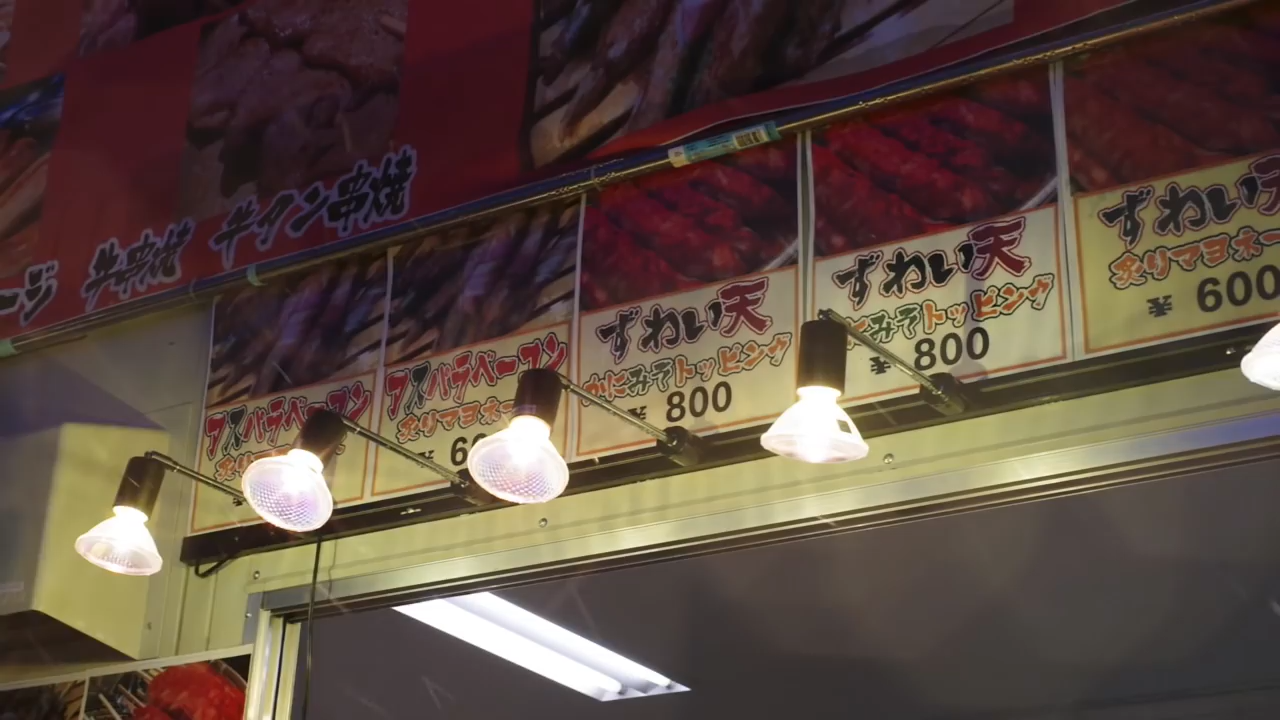 ージ 牛串焼 牛タン串焼
アスパラベーコン
アスパラベーコン
炙りマヨネー
ずわい天
かにみそトッピング
¥ 800
ずわい天
かにみそトッピング
¥ 800
ずわい天
炙りマヨネー
¥ 600